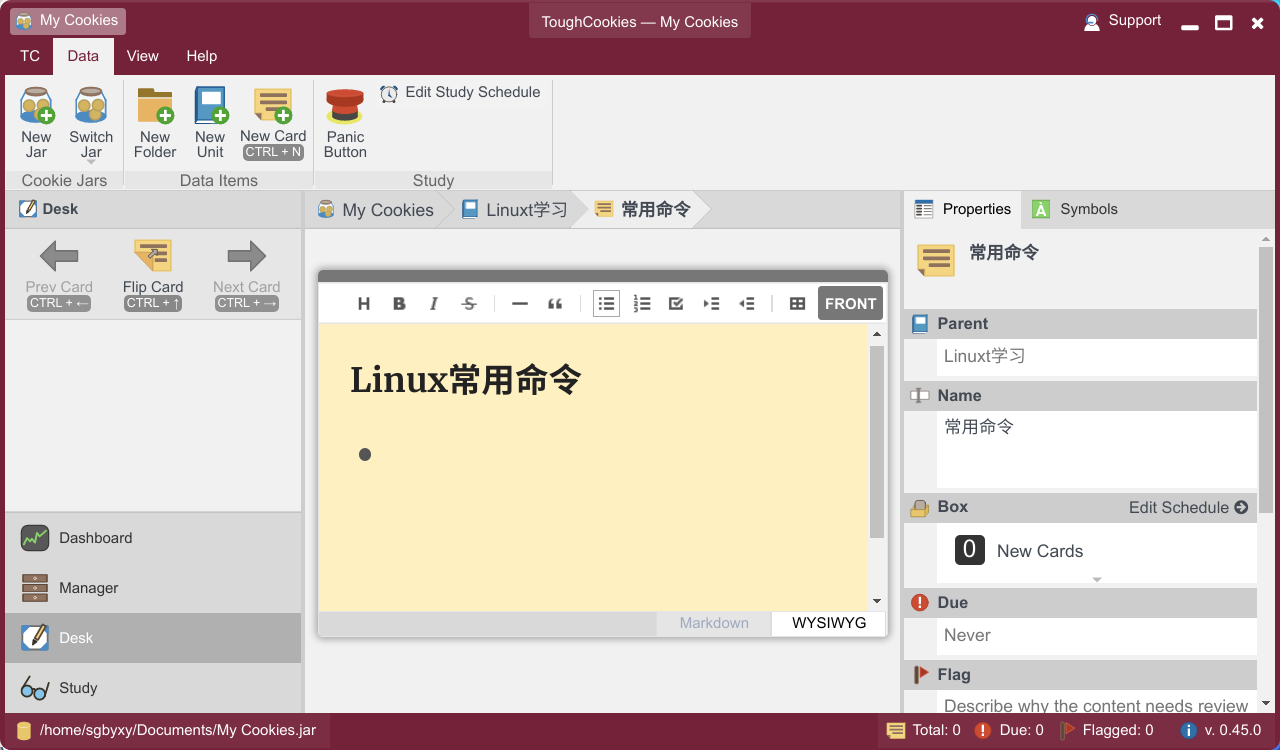 My Cookies
ToughCookies — My Cookies
Support
TC Data View Help
New Jar
Switch Jar
New Folder
New Unit
New Card
CTRL + N
Panic Button
Edit Study Schedule
Cookie Jars
Data Items
Study
Desk
My Cookies
Linuxt学习
常用命令
Properties
Symbols
Prev Card
CTRL + ←
Flip Card
CTRL + ↑
Next Card
CTRL + →
常用命令
H B I S
FRONT
Linux常用命令
Markdown
WYSIWYG
Parent
Linuxt学习
Name
常用命令
Box
Edit Schedule
0 New Cards
Due
Never
Flag
Describe why the content needs review
Dashboard
Manager
Desk
Study
/home/sgbyxy/Documents/My Cookies.jar
Total: 0
Due: 0
Flagged: 0
v. 0.45.0